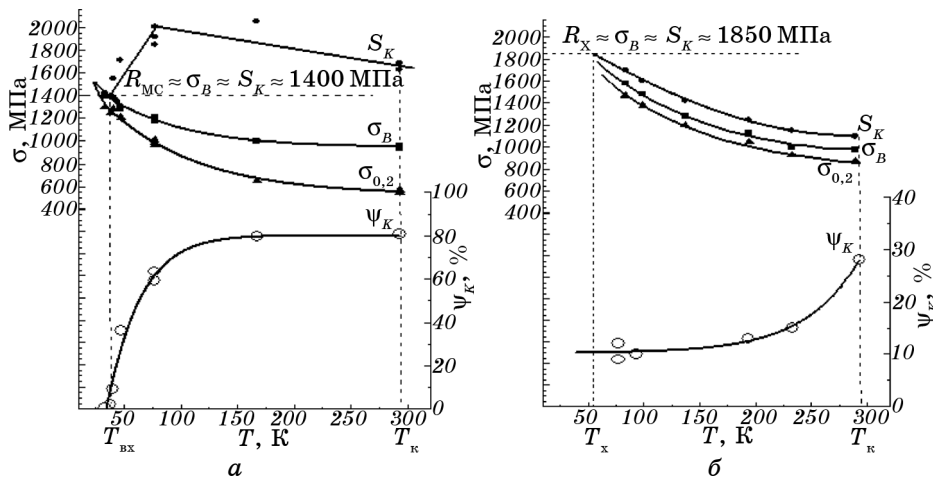 2000
1800
1600
1400
1200
1000
800
600
400
σ, МПа
R_МС ≈ σ_B ≈ S_K ≈ 1400 МПа
S_K
σ_B
σ_0,2
ψ_K
100
80
60
40
20
0
ψ_K, %
50 100 150 200 250 300
T_вх T, К T_к
а
2000
1800
1600
1400
1200
1000
800
600
400
σ, МПа
R_Х ≈ σ_B ≈ S_K ≈ 1850 МПа
S_K
σ_B
σ_0,2
ψ_K
40
30
20
10
0
ψ_K, %
50 100 150 200 250 300
T_х T, К T_к
б